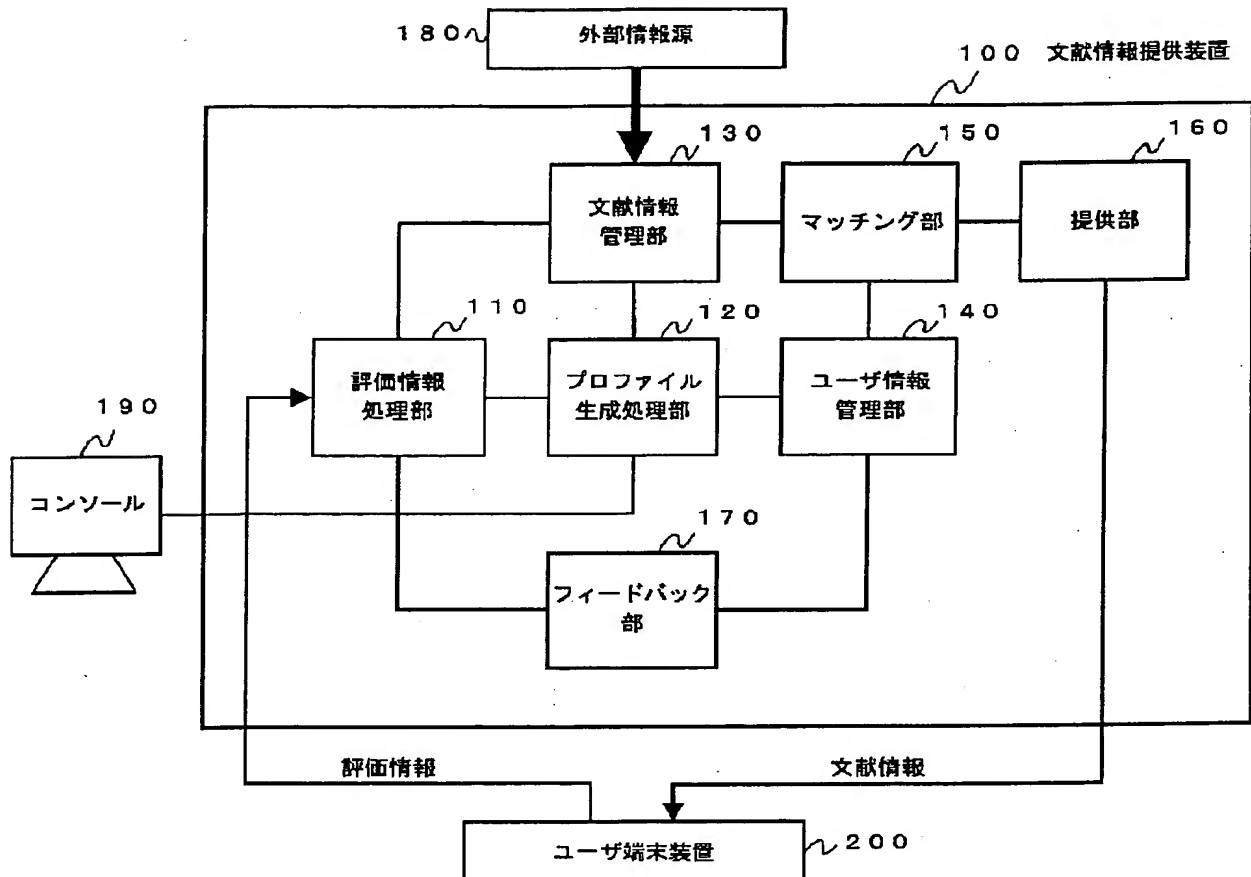 180 外部情報源
100 文献情報提供装置
130
150
160
文献情報
管理部
マッチング部
提供部
110
120
140
評価情報
処理部
プロファイル
生成処理部
ユーザ情報
管理部
190
コンソール
170
フィードバック
部
評価情報
文献情報
ユーザ端末装置 200